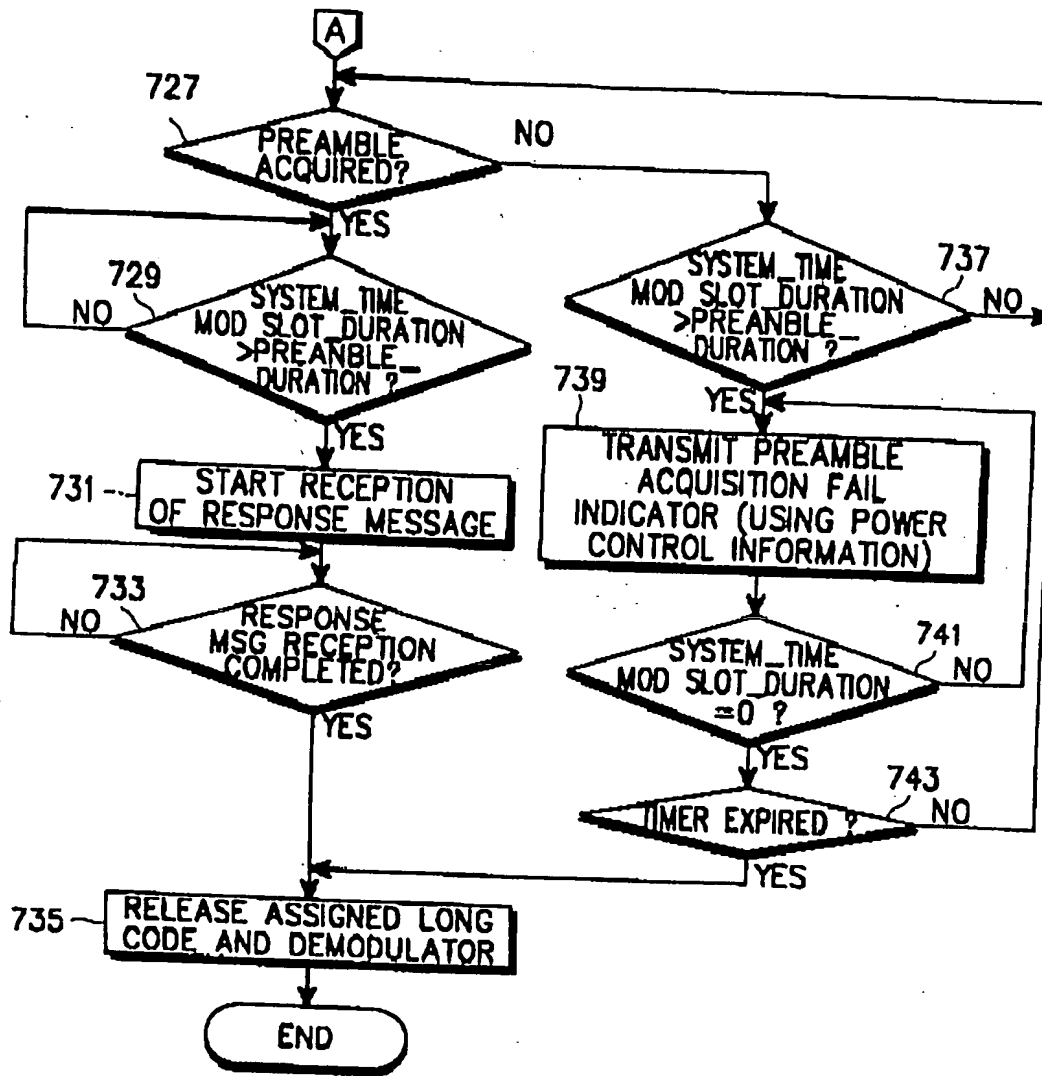 A
727
PREAMBLE
ACQUIRED?
NO
YES
729
SYSTEM_TIME
MOD SLOT_DURATION
>PREANBLE_
DURATION ?
NO
YES
731
START RECEPTION
OF RESPONSE MESSAGE
733
RESPONSE
MSG RECEPTION
COMPLETED?
NO
YES
737
SYSTEM_TIME
MOD SLOT_DURATION
>PREANBLE_
DURATION ?
NO
YES
739
TRANSMIT PREAMBLE
ACQUISITION FAIL
INDICATOR (USING POWER
CONTROL INFORMATION)
741
SYSTEM_TIME
MOD SLOT_DURATION
=0 ?
NO
YES
743
TIMER EXPIRED ?
NO
YES
735
RELEASE ASSIGNED LONG
CODE AND DEMODULATOR
END